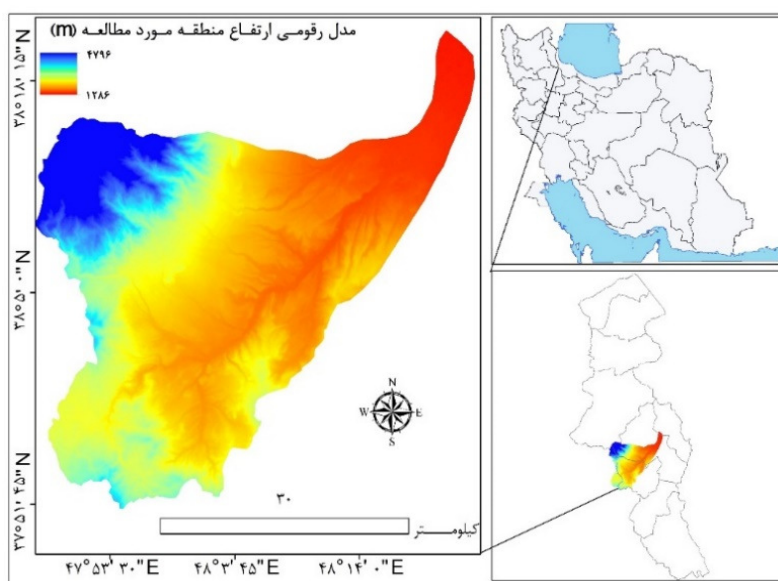 مدل رقومی ارتفاع منطقه مورد مطالعه (m)
۴۷۹۶
۱۲۸۶
۳۸°۱۸'۱۵"N
۳۸°۵'۰"N
۳۷°۵۱'۴۵"N
N
W E
S
۳۰
کیلومتر
۴۷°۵۳'۳۰"E ۴۸°۳'۴۵"E ۴۸°۱۴'۰"E